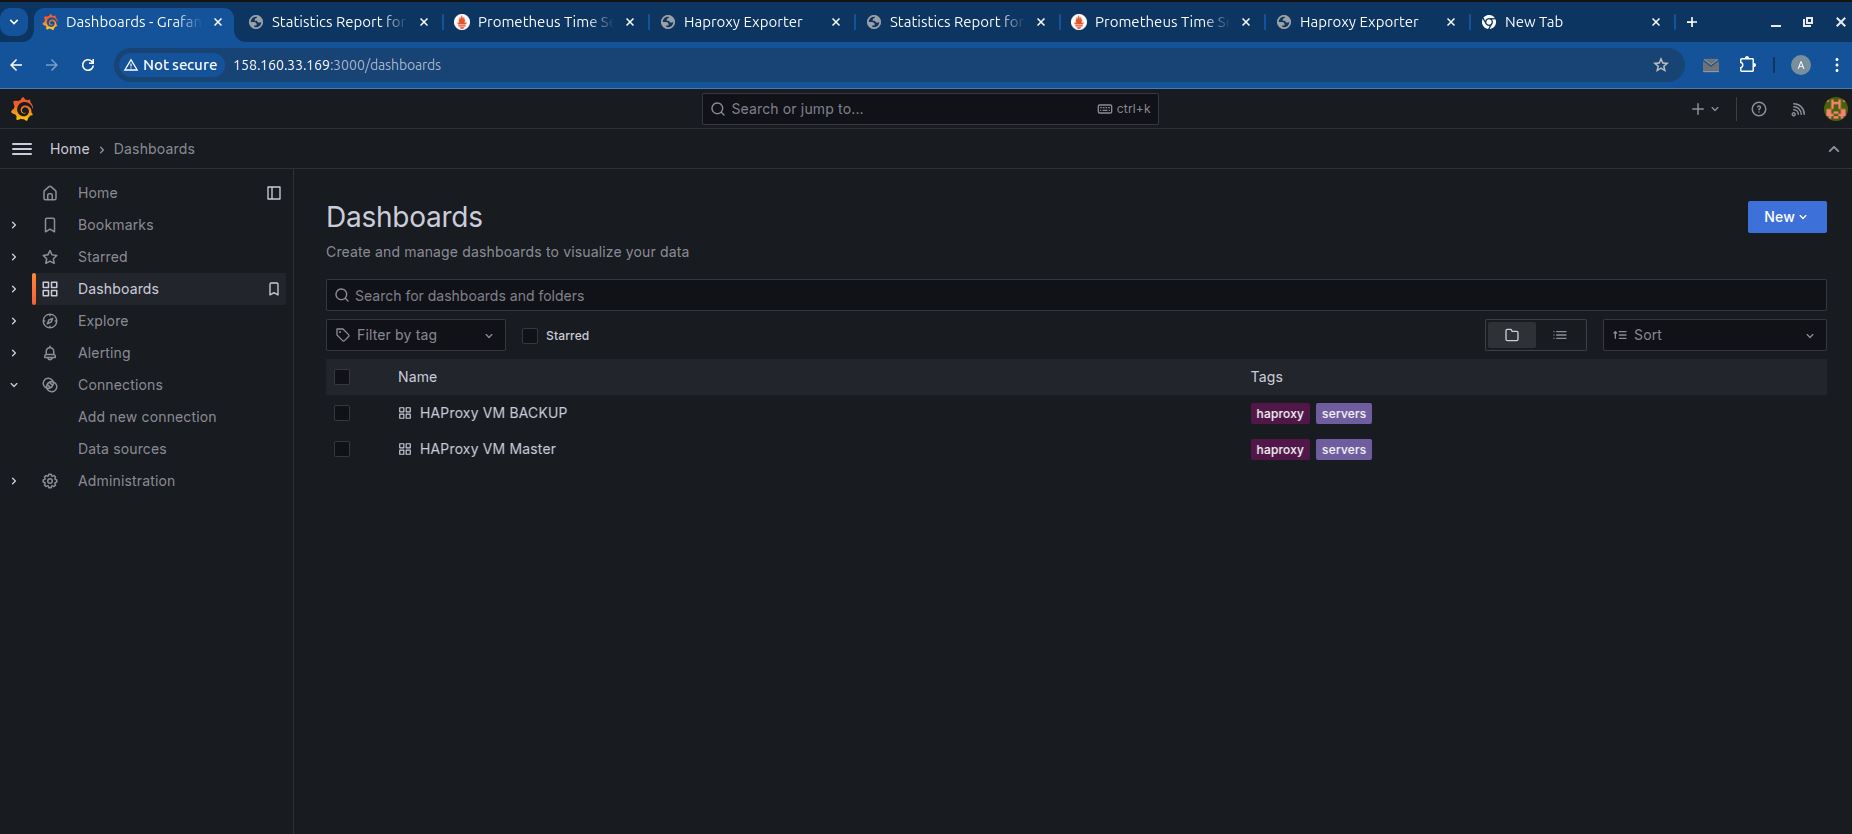 Dashboards - Grafan
Statistics Report for
Prometheus Time Se
Haproxy Exporter
Statistics Report for
Prometheus Time Se
Haproxy Exporter
New Tab
Not secure 158.160.33.169:3000/dashboards
A
Search or jump to... ctrl+k
Home › Dashboards
Home
Bookmarks
Starred
Dashboards
Explore
Alerting
Connections
Add new connection
Data sources
Administration
Dashboards
New
Create and manage dashboards to visualize your data
Search for dashboards and folders
Filter by tag Starred Sort
Name Tags
HAProxy VM BACKUP haproxy servers
HAProxy VM Master haproxy servers